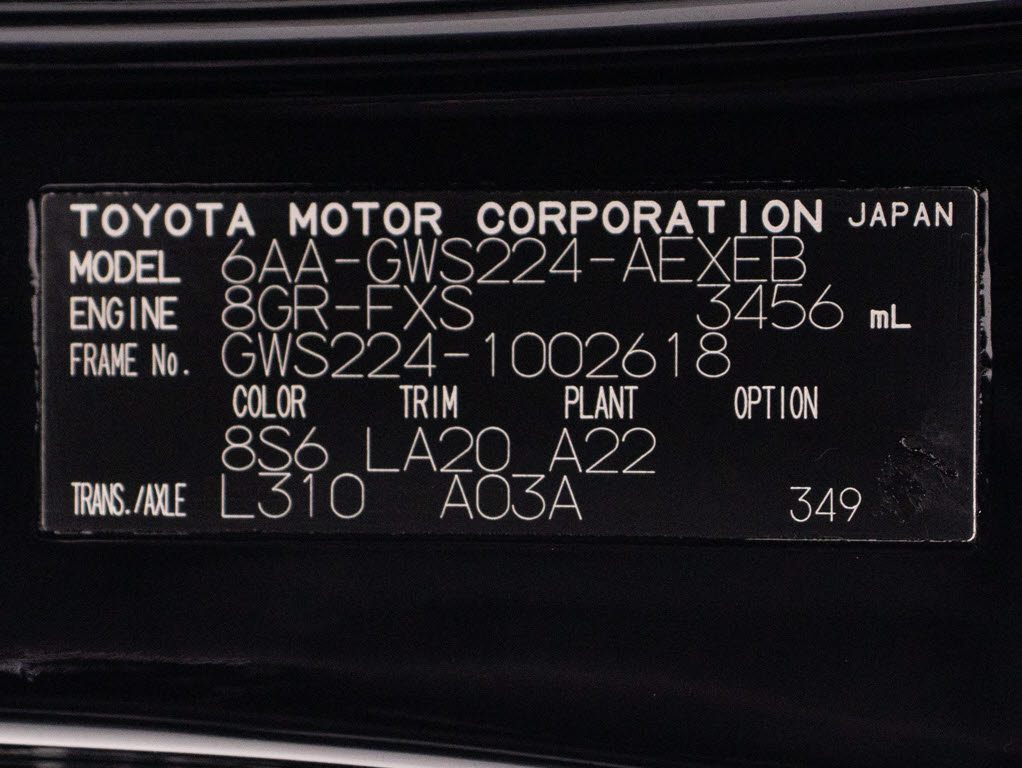 TOYOTA MOTOR CORPORATION JAPAN
MODEL 6AA-GWS224-AEXEB
ENGINE 8GR-FXS 3456 mL
FRAME No. GWS224-1002618
COLOR TRIM PLANT OPTION
8S6 LA20 A22
TRANS./AXLE L310 A03A 349